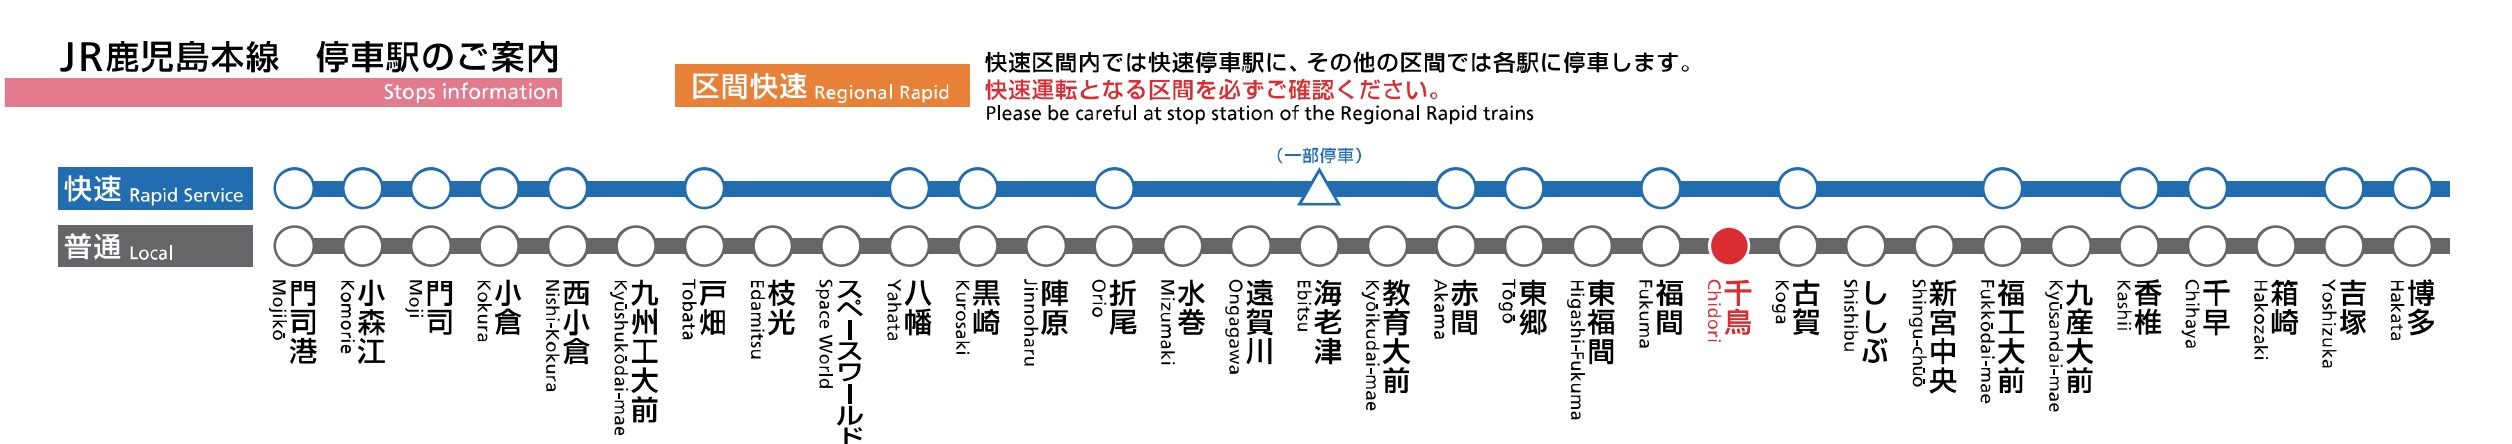 JR鹿児島本線　停車駅のご案内
Stops information
区間快速 Regional Rapid
快速区間内では快速停車駅に、その他の区間では各駅に停車します。
快速運転となる区間を必ずご確認ください。
Please be careful at stop station of the Regional Rapid trains
（一部停車）
快速 Rapid Service
普通 Local
門司港 Mojikō
小森江 Komorie
門司 Moji
小倉 Kokura
西小倉 Nishi-Kokura
九州工大前 Kyūshukōdai-mae
戸畑 Tobata
枝光 Edamitsu
スペースワールド Space World
八幡 Yahata
黒崎 Kurosaki
陣原 Jinnoharu
折尾 Orio
水巻 Mizumaki
遠賀川 Ongagawa
海老津 Ebitsu
教育大前 Kyōikudai-mae
赤間 Akama
東郷 Tōgō
東福間 Higashi-Fukuma
福間 Fukuma
千鳥 Chidori
古賀 Koga
ししぶ Shishibu
新宮中央 Shingu-chūō
福工大前 Fukkōdai-mae
九産大前 Kyūsandai-mae
香椎 Kashii
千早 Chihaya
箱崎 Hakozaki
吉塚 Yoshizuka
博多 Hakata